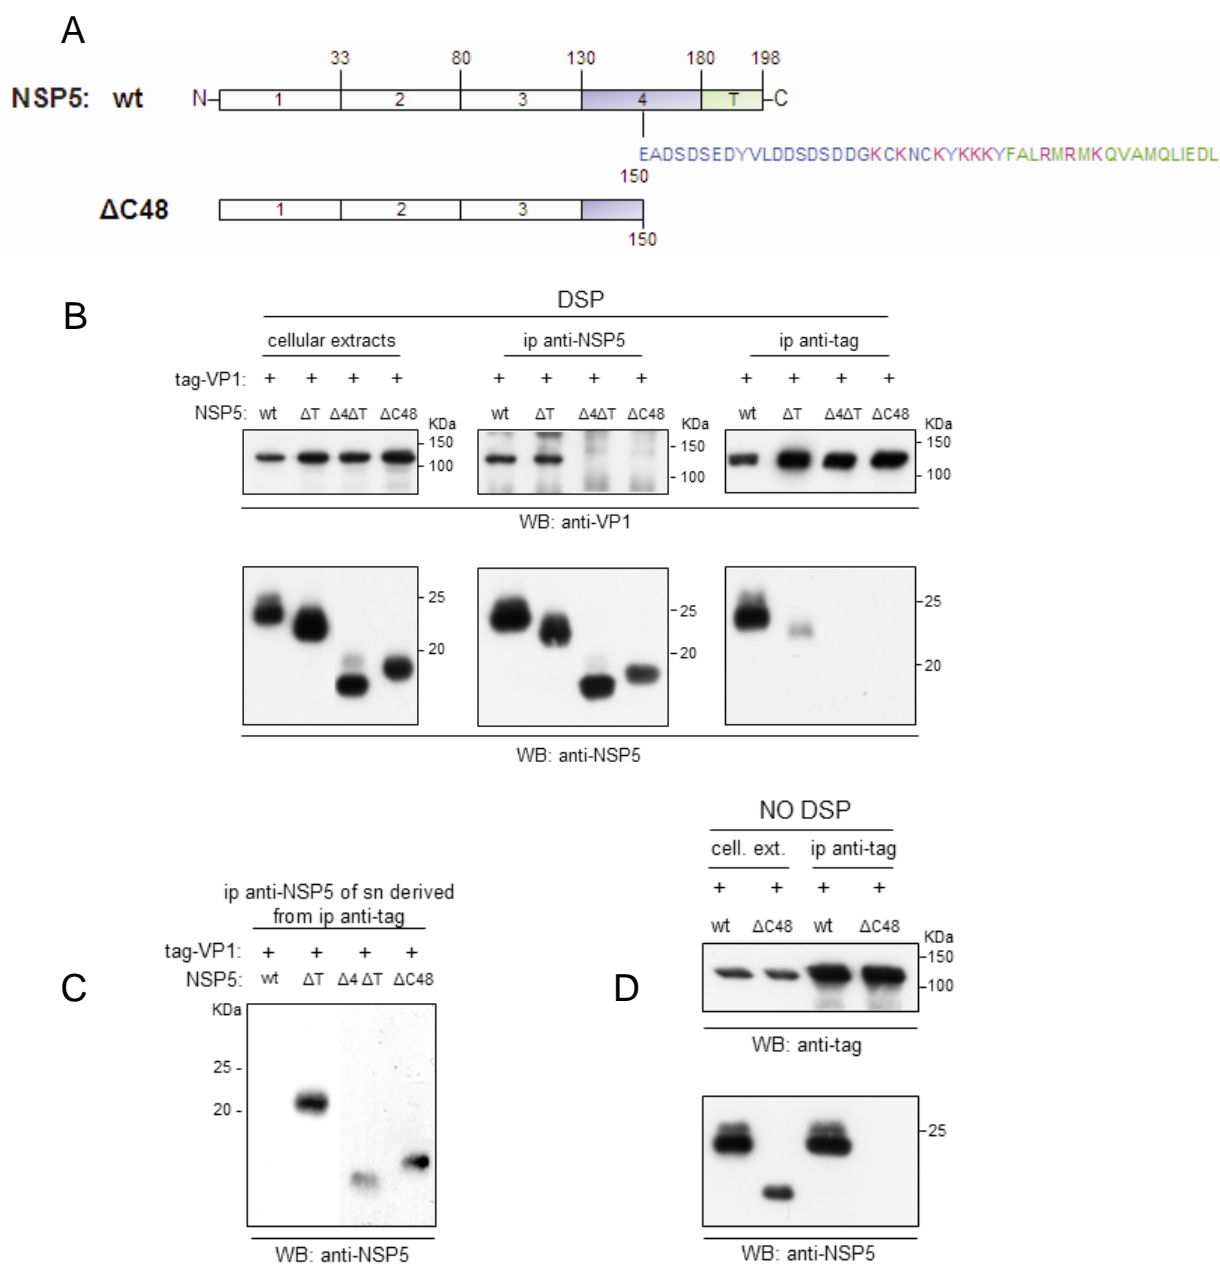 A
33 80 130 180 198
NSP5: wt N 1 2 3 4 T C
EADSDSEDYVLDDSDSDDGKCKNCKYKKKYFALRMRMKQVAMQLIEDL
150
ΔC48 1 2 3
150
B
DSP
cellular extracts ip anti-NSP5 ip anti-tag
tag-VP1: + + + + + + + + + + + +
NSP5: wt ΔT Δ4ΔT ΔC48 wt ΔT Δ4ΔT ΔC48 wt ΔT Δ4ΔT ΔC48
KDa KDa KDa
150 150 150
100 100 100
WB: anti-VP1
25 25 25
20 20 20
WB: anti-NSP5
C
ip anti-NSP5 of sn derived
from ip anti-tag
tag-VP1: + + + +
NSP5: wt ΔT Δ4 ΔT ΔC48
KDa
25 -
20 -
WB: anti-NSP5
D
NO DSP
cell. ext. ip anti-tag
+ + + +
wt ΔC48 wt ΔC48
KDa
150
100
WB: anti-tag
25
WB: anti-NSP5